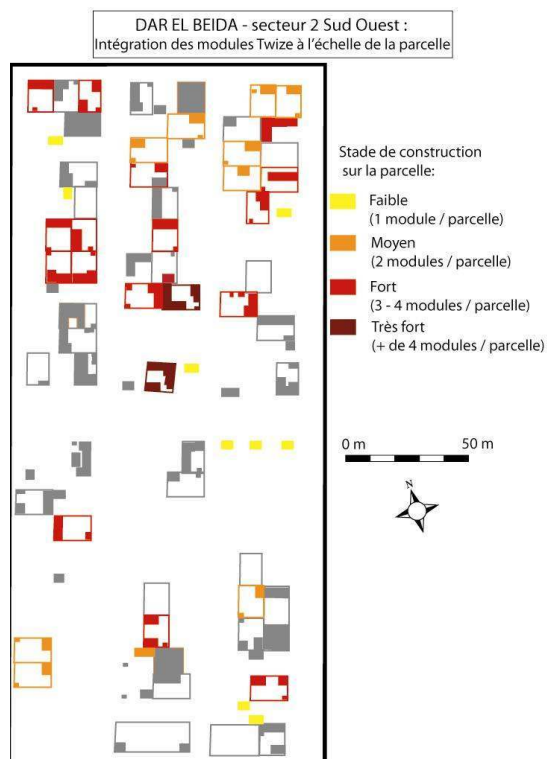 DAR EL BEIDA - secteur 2 Sud Ouest :
Intégration des modules Twize à l'échelle de la parcelle
Stade de construction
sur la parcelle:
Faible
(1 module / parcelle)
Moyen
(2 modules / parcelle)
Fort
(3 - 4 modules / parcelle)
Très fort
(+ de 4 modules / parcelle)
0 m 50 m
N